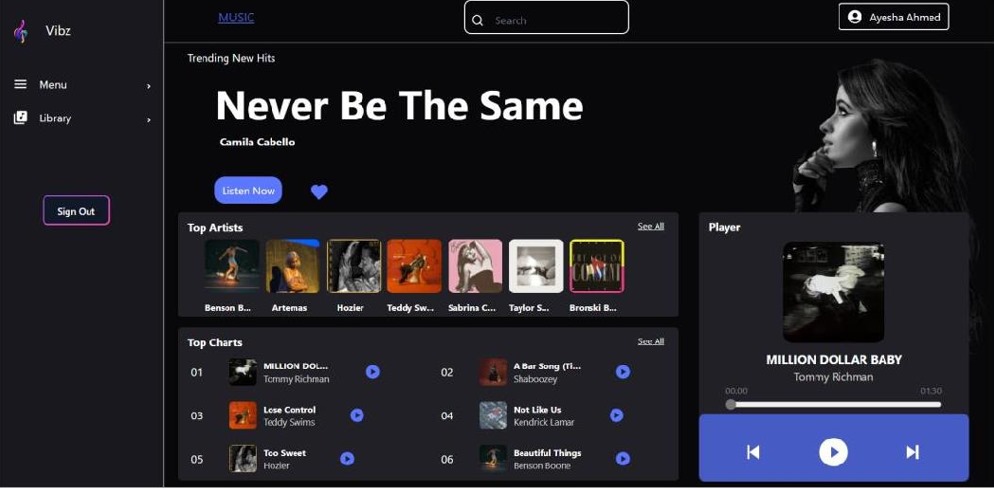 Vibz
Menu
Library
Sign Out
MUSIC
Search
Ayesha Ahmed
Trending New Hits
Never Be The Same
Camila Cabello
Listen Now
Top Artists
See All
Benson B...
Artemas
Hozier
Teddy Sw...
Sabrina C...
Taylor S...
Bronski B...
Top Charts
See All
01 MILLION DOL...
Tommy Richman
02 A Bar Song (Ti...
Shaboozey
03 Lose Control
Teddy Swims
04 Not Like Us
Kendrick Lamar
05 Too Sweet
Hozier
06 Beautiful Things
Benson Boone
Player
MILLION DOLLAR BABY
Tommy Richman
00:00 01:30